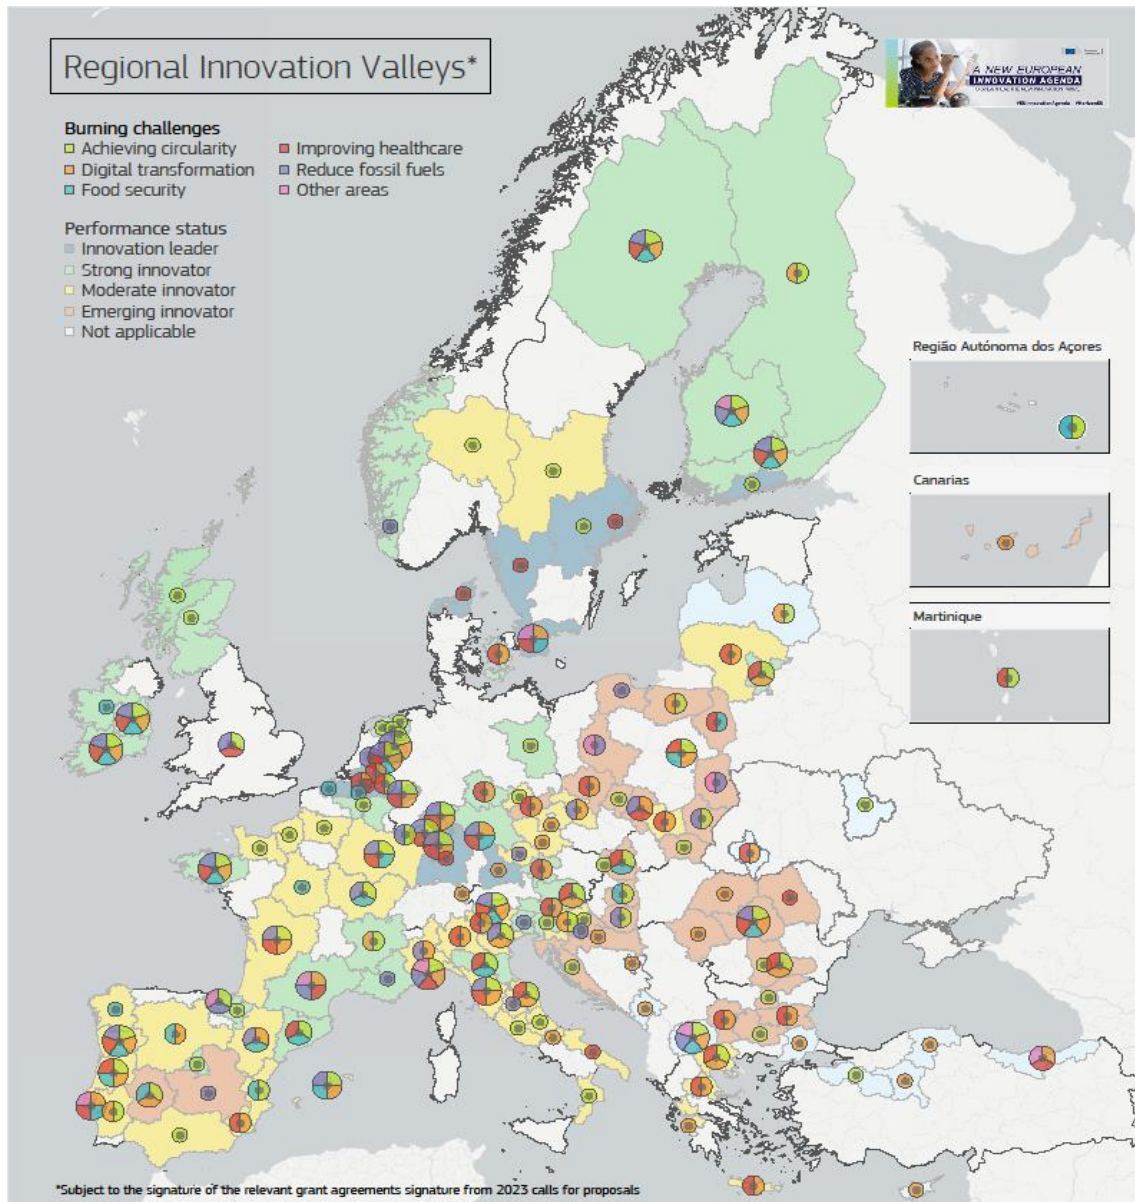 Regional Innovation Valleys*
A NEW EUROPEAN
INNOVATION AGENDA
Burning challenges
Achieving circularity
Digital transformation
Food security
Improving healthcare
Reduce fossil fuels
Other areas
Performance status
Innovation leader
Strong innovator
Moderate innovator
Emerging innovator
Not applicable
Região Autónoma dos Açores
Canarias
Martinique
*Subject to the signature of the relevant grant agreements signature from 2023 calls for proposals